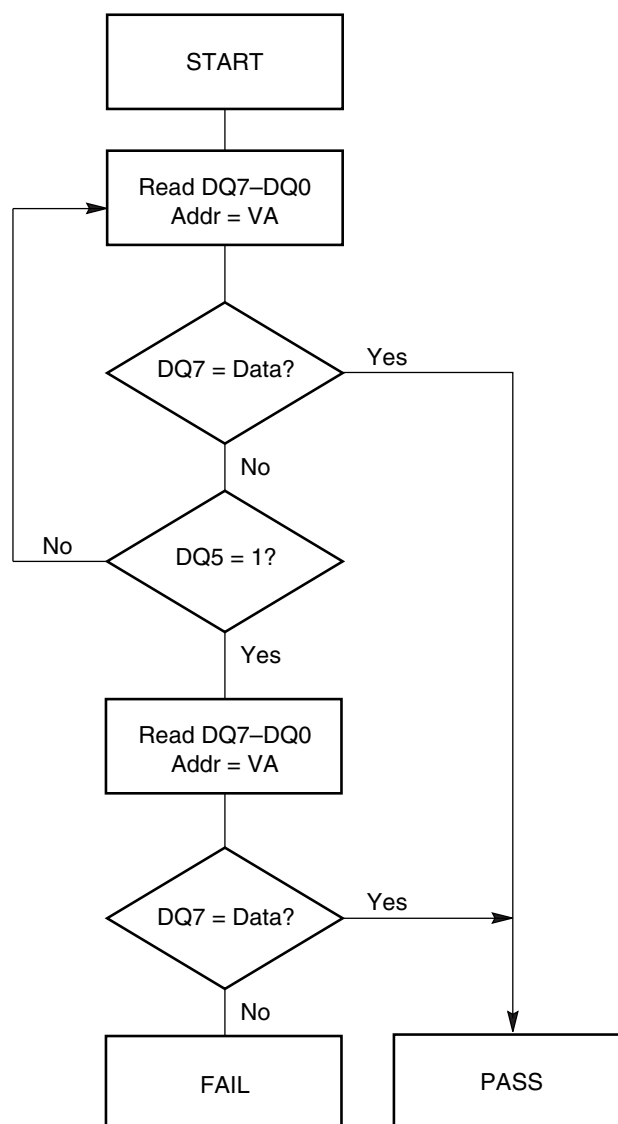 START
Read DQ7–DQ0
Addr = VA
DQ7 = Data?
Yes
No
No
DQ5 = 1?
Yes
Read DQ7–DQ0
Addr = VA
DQ7 = Data?
Yes
No
FAIL
PASS